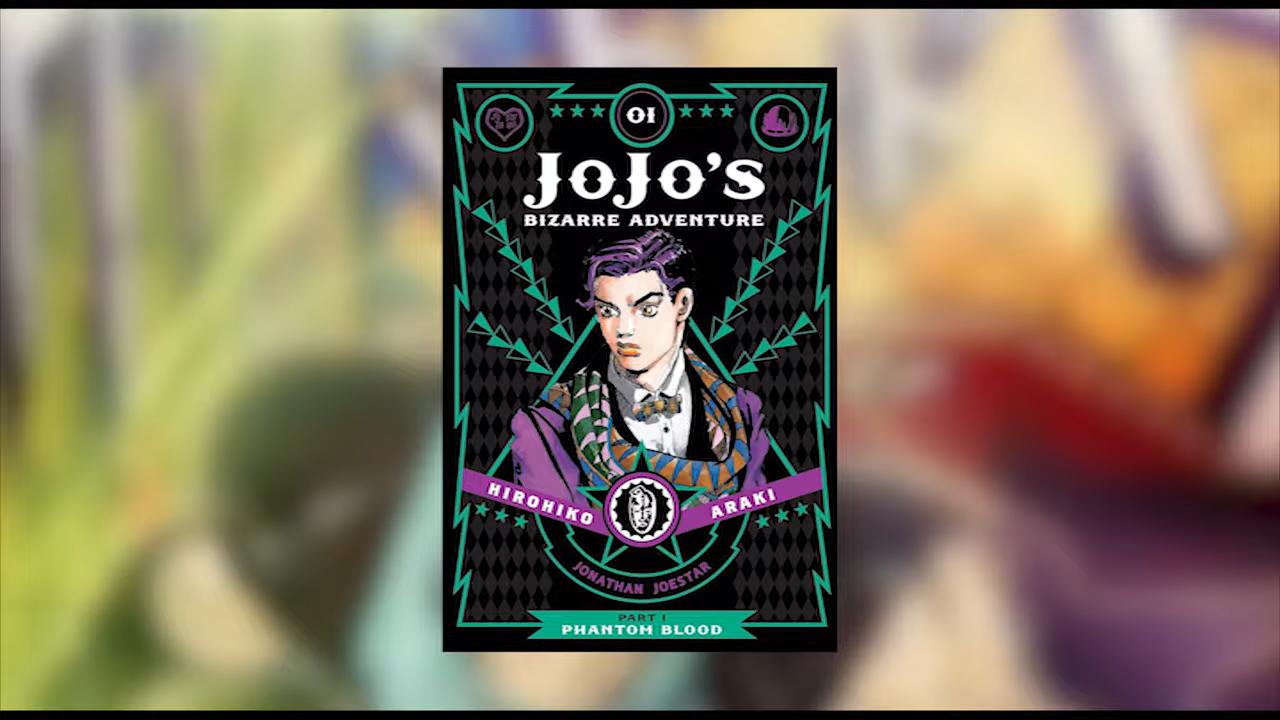 01
JoJo's
BIZARRE ADVENTURE
HIROHIKO ARAKI
JONATHAN JOESTAR
PART 1
PHANTOM BLOOD